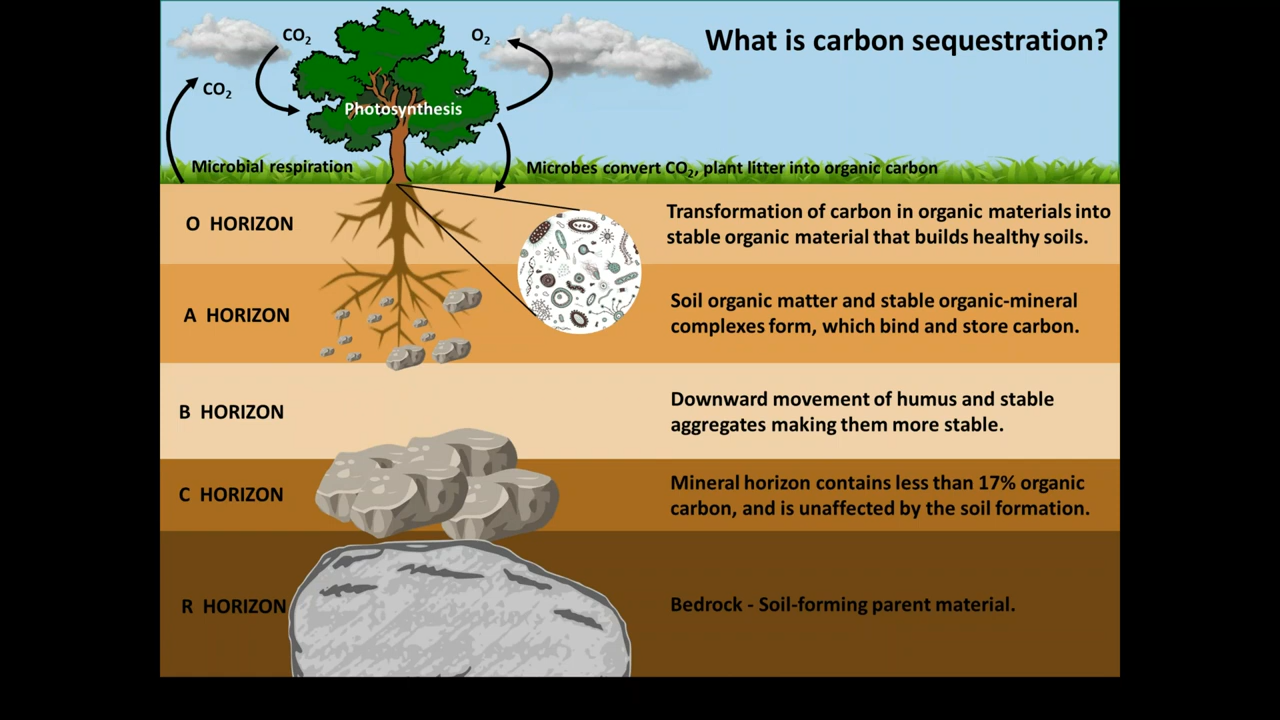 What is carbon sequestration?
CO₂
O₂
CO₂
Photosynthesis
Microbial respiration
Microbes convert CO₂, plant litter into organic carbon
O HORIZON
Transformation of carbon in organic materials into
stable organic material that builds healthy soils.
A HORIZON
Soil organic matter and stable organic-mineral
complexes form, which bind and store carbon.
B HORIZON
Downward movement of humus and stable
aggregates making them more stable.
C HORIZON
Mineral horizon contains less than 17% organic
carbon, and is unaffected by the soil formation.
R HORIZON
Bedrock - Soil-forming parent material.